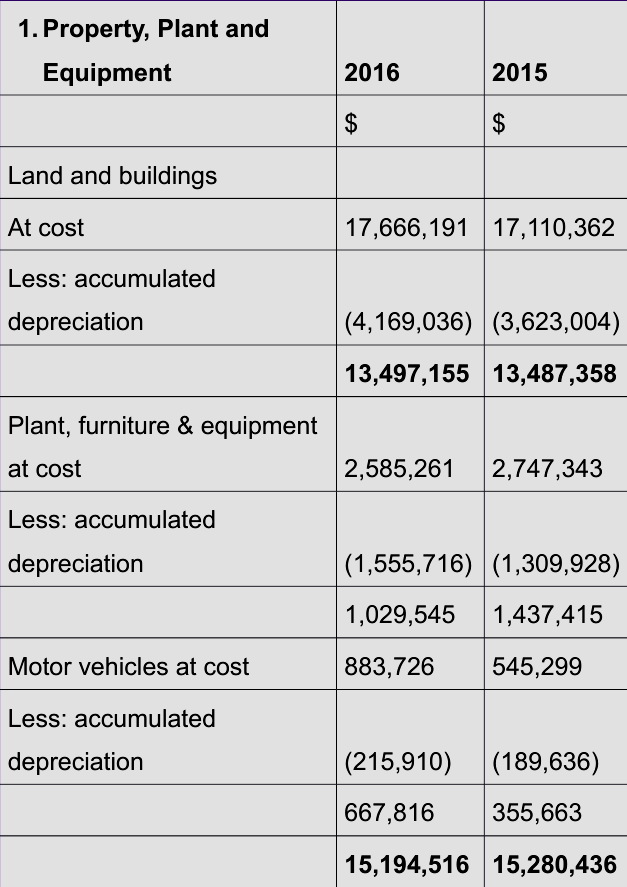 1. Property, Plant and
Equipment 2016 2015
$ $
Land and buildings
At cost 17,666,191 17,110,362
Less: accumulated
depreciation (4,169,036) (3,623,004)
13,497,155 13,487,358
Plant, furniture & equipment
at cost 2,585,261 2,747,343
Less: accumulated
depreciation (1,555,716) (1,309,928)
1,029,545 1,437,415
Motor vehicles at cost 883,726 545,299
Less: accumulated
depreciation (215,910) (189,636)
667,816 355,663
15,194,516 15,280,436